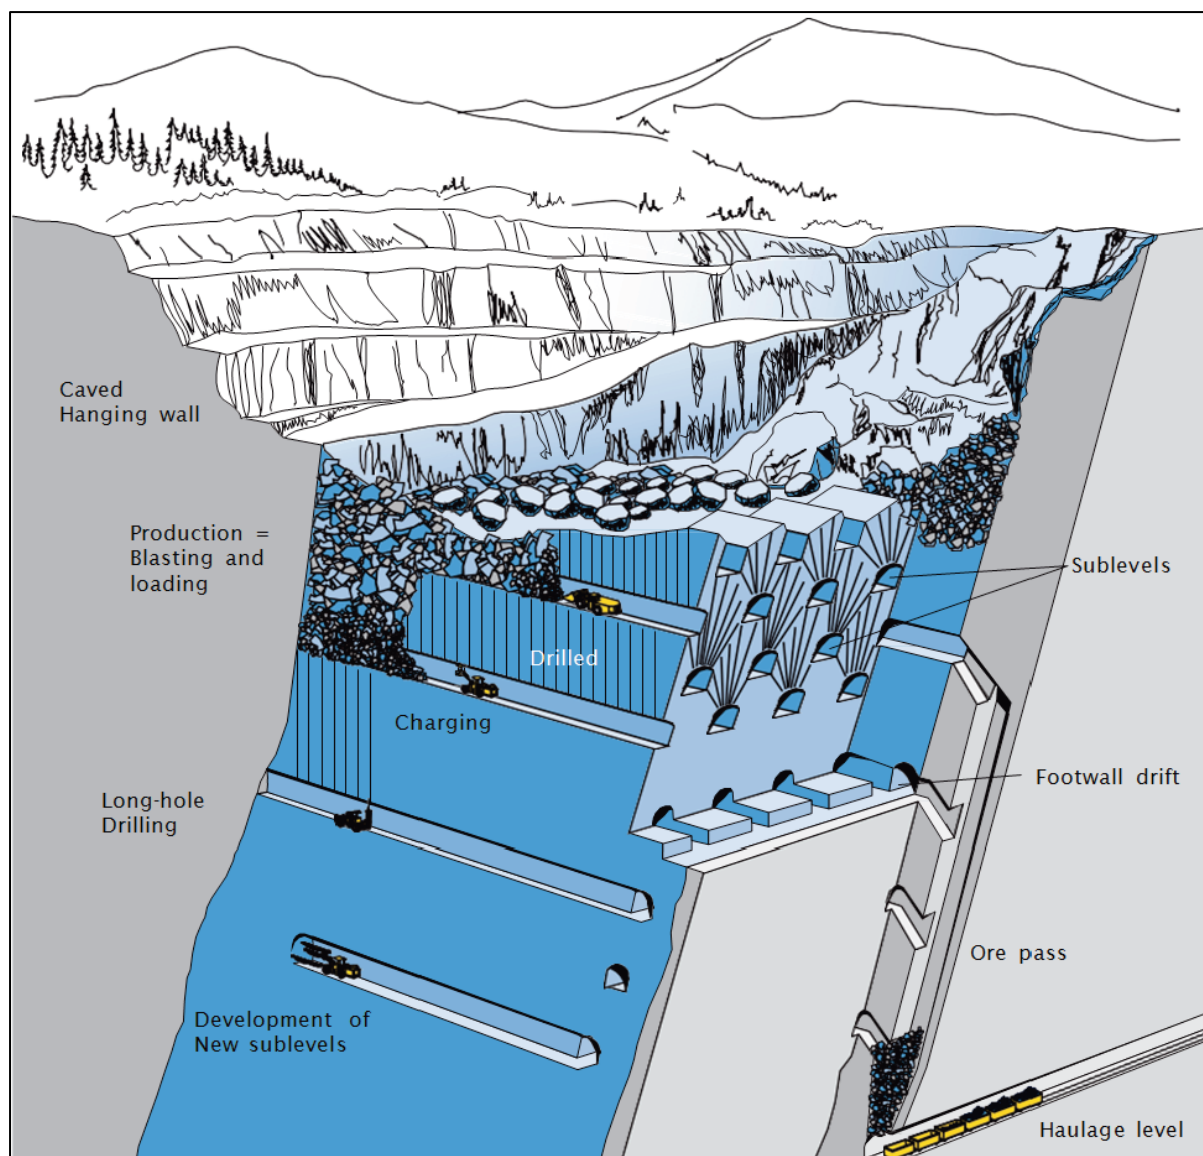 Caved
Hanging wall
Production =
Blasting and
loading
Sublevels
Drilled
Charging
Footwall drift
Long-hole
Drilling
Ore pass
Development of
New sublevels
Haulage level